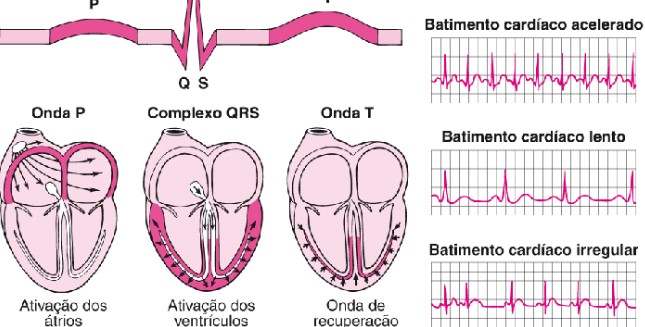 P
Q S
Onda P
Complexo QRS
Onda T
Ativação dos
átrios
Ativação dos
ventrículos
Onda de
recuperação
Batimento cardíaco acelerado
Batimento cardíaco lento
Batimento cardíaco irregular